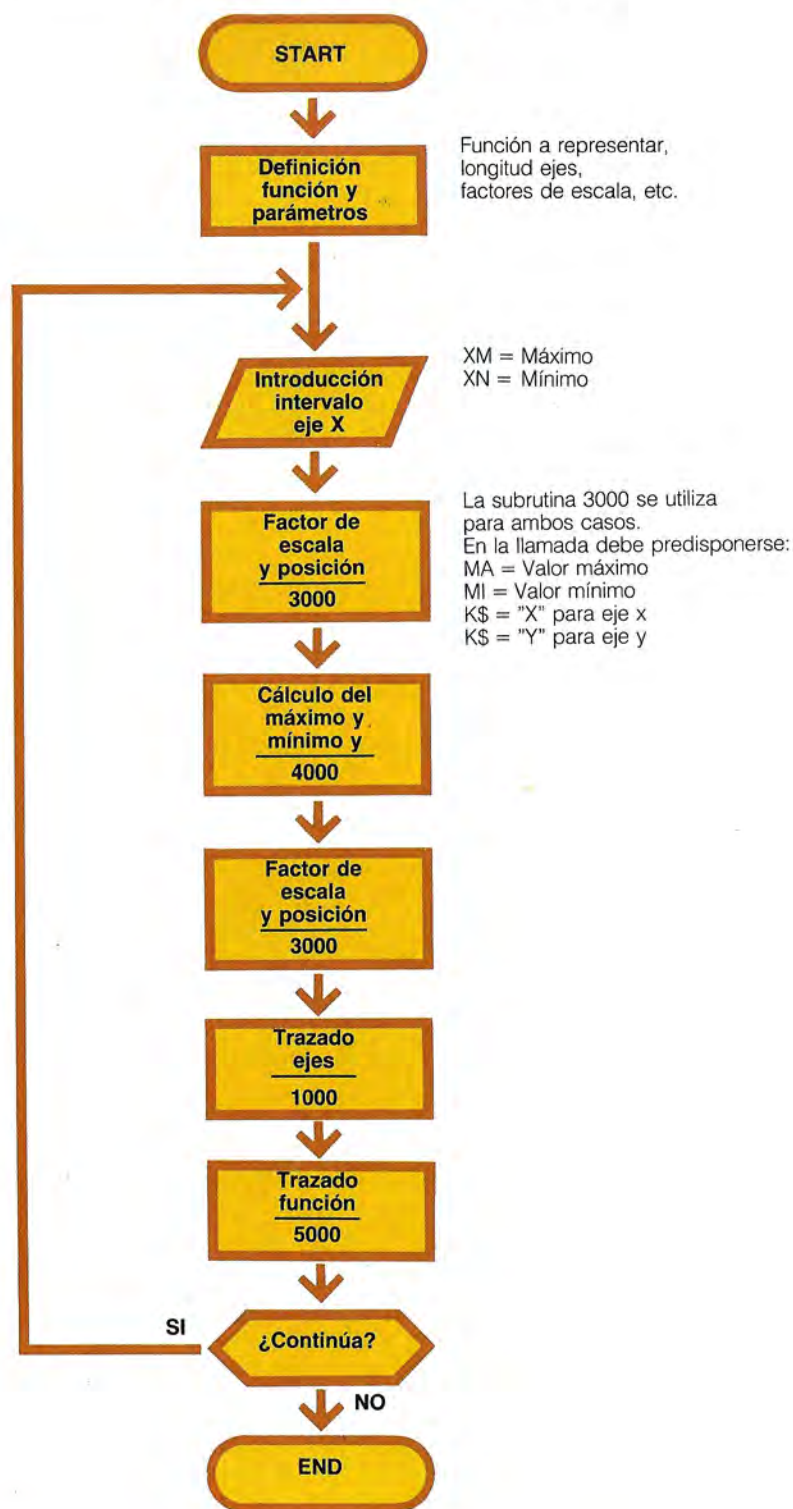 START
Definición
función y
parámetros
Función a representar,
longitud ejes,
factores de escala, etc.
Introducción
intervalo
eje X
XM = Máximo
XN = Mínimo
Factor de
escala
y posición
3000
La subrutina 3000 se utiliza
para ambos casos.
En la llamada debe predisponerse:
MA = Valor máximo
MI = Valor mínimo
K$ = "X" para eje x
K$ = "Y" para eje y
Cálculo del
máximo y
mínimo y
4000
Factor de
escala
y posición
3000
Trazado
ejes
1000
Trazado
función
5000
SI
¿Continúa?
NO
END